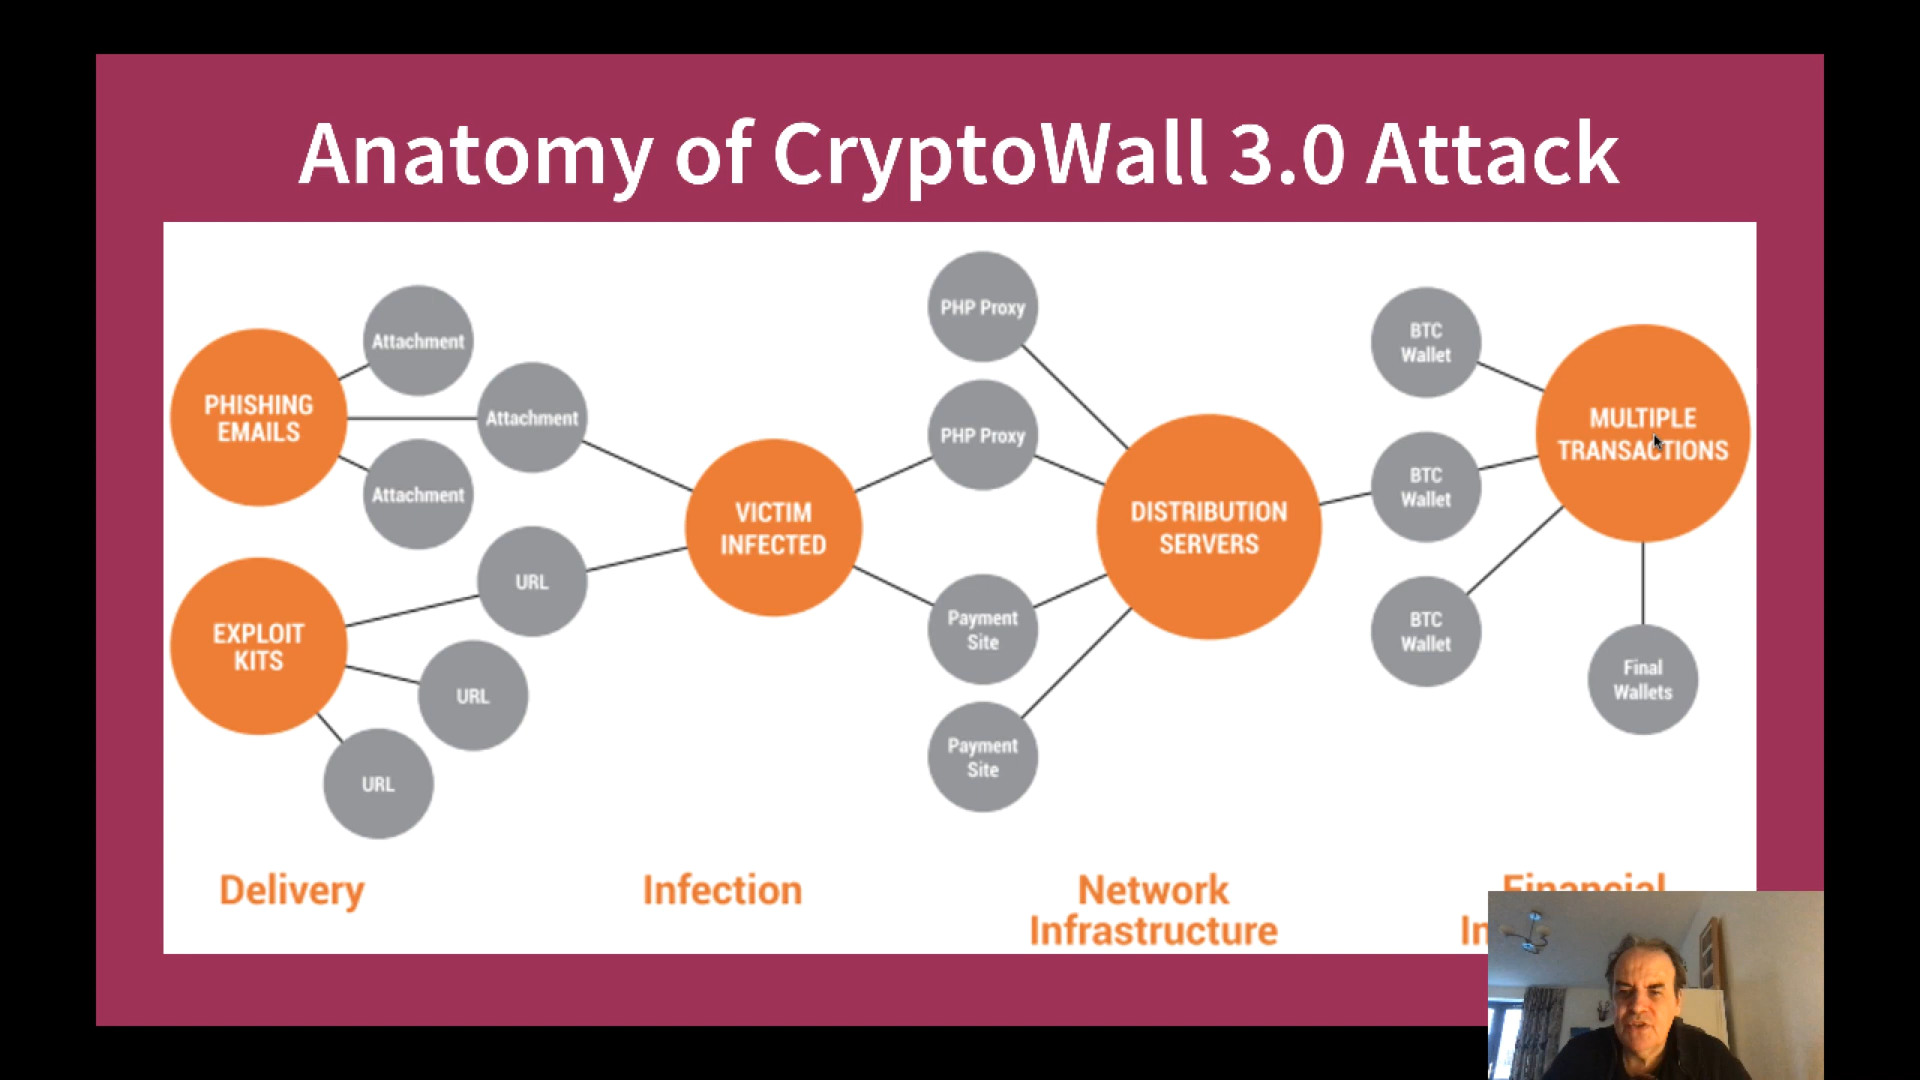 Anatomy of CryptoWall 3.0 Attack
PHISHING
EMAILS
Attachment
Attachment
Attachment
EXPLOIT
KITS
URL
URL
URL
VICTIM
INFECTED
PHP Proxy
PHP Proxy
Payment
Site
Payment
Site
DISTRIBUTION
SERVERS
BTC
Wallet
BTC
Wallet
BTC
Wallet
MULTIPLE
TRANSACTIONS
Final
Wallets
Delivery
Infection
Network
Infrastructure
Financial